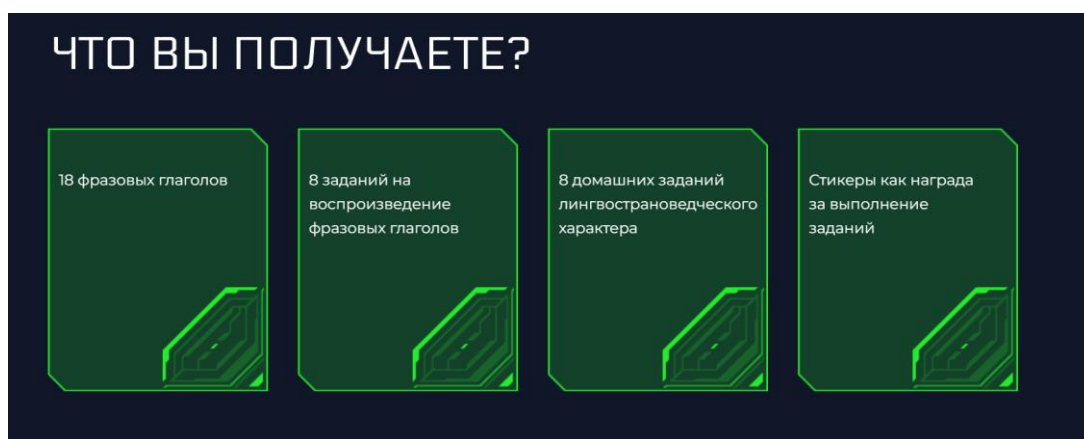 ЧТО ВЫ ПОЛУЧАЕТЕ?
18 фразовых глаголов
8 заданий на
воспроизведение
фразовых глаголов
8 домашних заданий
лингвострановедческого
характера
Стикеры как награда
за выполнение
заданий